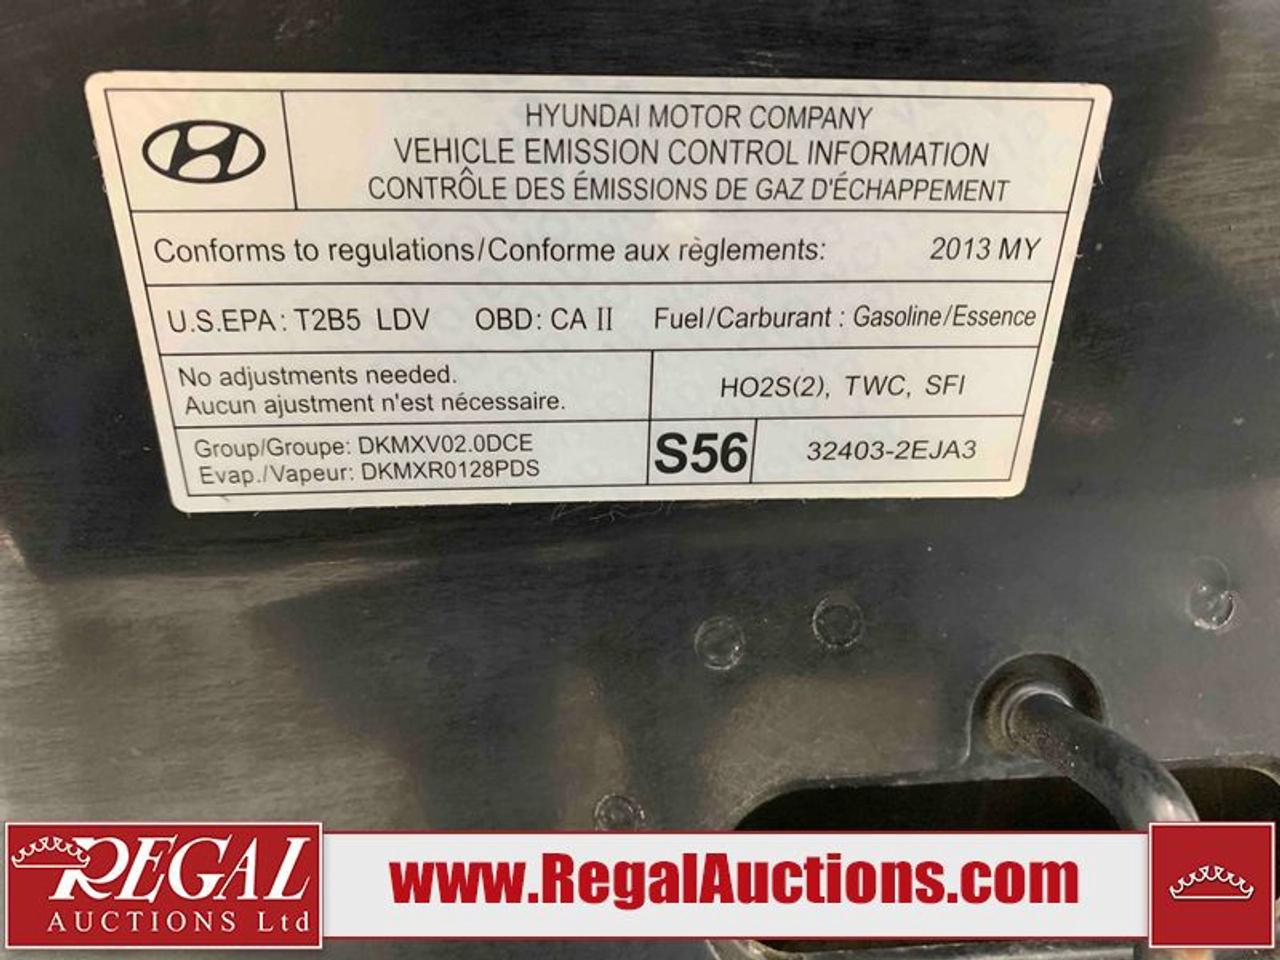 HYUNDAI MOTOR COMPANY
VEHICLE EMISSION CONTROL INFORMATION
CONTRÔLE DES ÉMISSIONS DE GAZ D'ÉCHAPPEMENT
Conforms to regulations/Conforme aux règlements: 2013 MY
U.S.EPA: T2B5 LDV OBD: CA II Fuel/Carburant : Gasoline/Essence
No adjustments needed.
Aucun ajustment n'est nécessaire.
HO2S(2), TWC, SFI
Group/Groupe: DKMXV02.0DCE
Evap./Vapeur: DKMXR0128PDS
S56
32403-2EJA3
REGAL
AUCTIONS Ltd
www.RegalAuctions.com